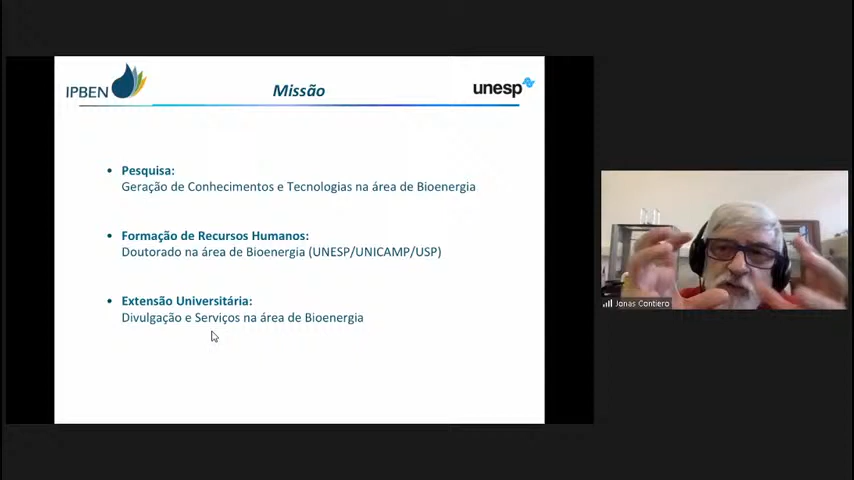 IPBEN
Missão
unesp
• Pesquisa:
Geração de Conhecimentos e Tecnologias na área de Bioenergia
• Formação de Recursos Humanos:
Doutorado na área de Bioenergia (UNESP/UNICAMP/USP)
• Extensão Universitária:
Divulgação e Serviços na área de Bioenergia
Jonas Contiero